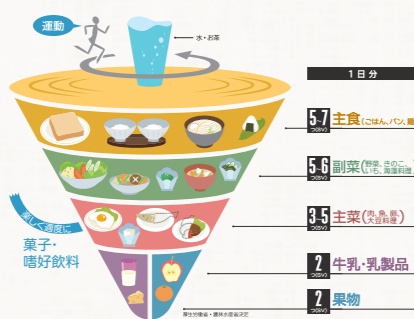 運動
水・お茶
1日分
5~7
つ(SV)
主食(ごはん、パン、麺
5~6
つ(SV)
副菜(野菜、きのこ、
いも、海藻料理
3~5
つ(SV)
主菜(肉、魚、卵、
大豆料理)
楽しく適度に
菓子・
嗜好飲料
2
つ(SV)
牛乳・乳製品
2
つ(SV)
果物
厚生労働省・農林水産省決定